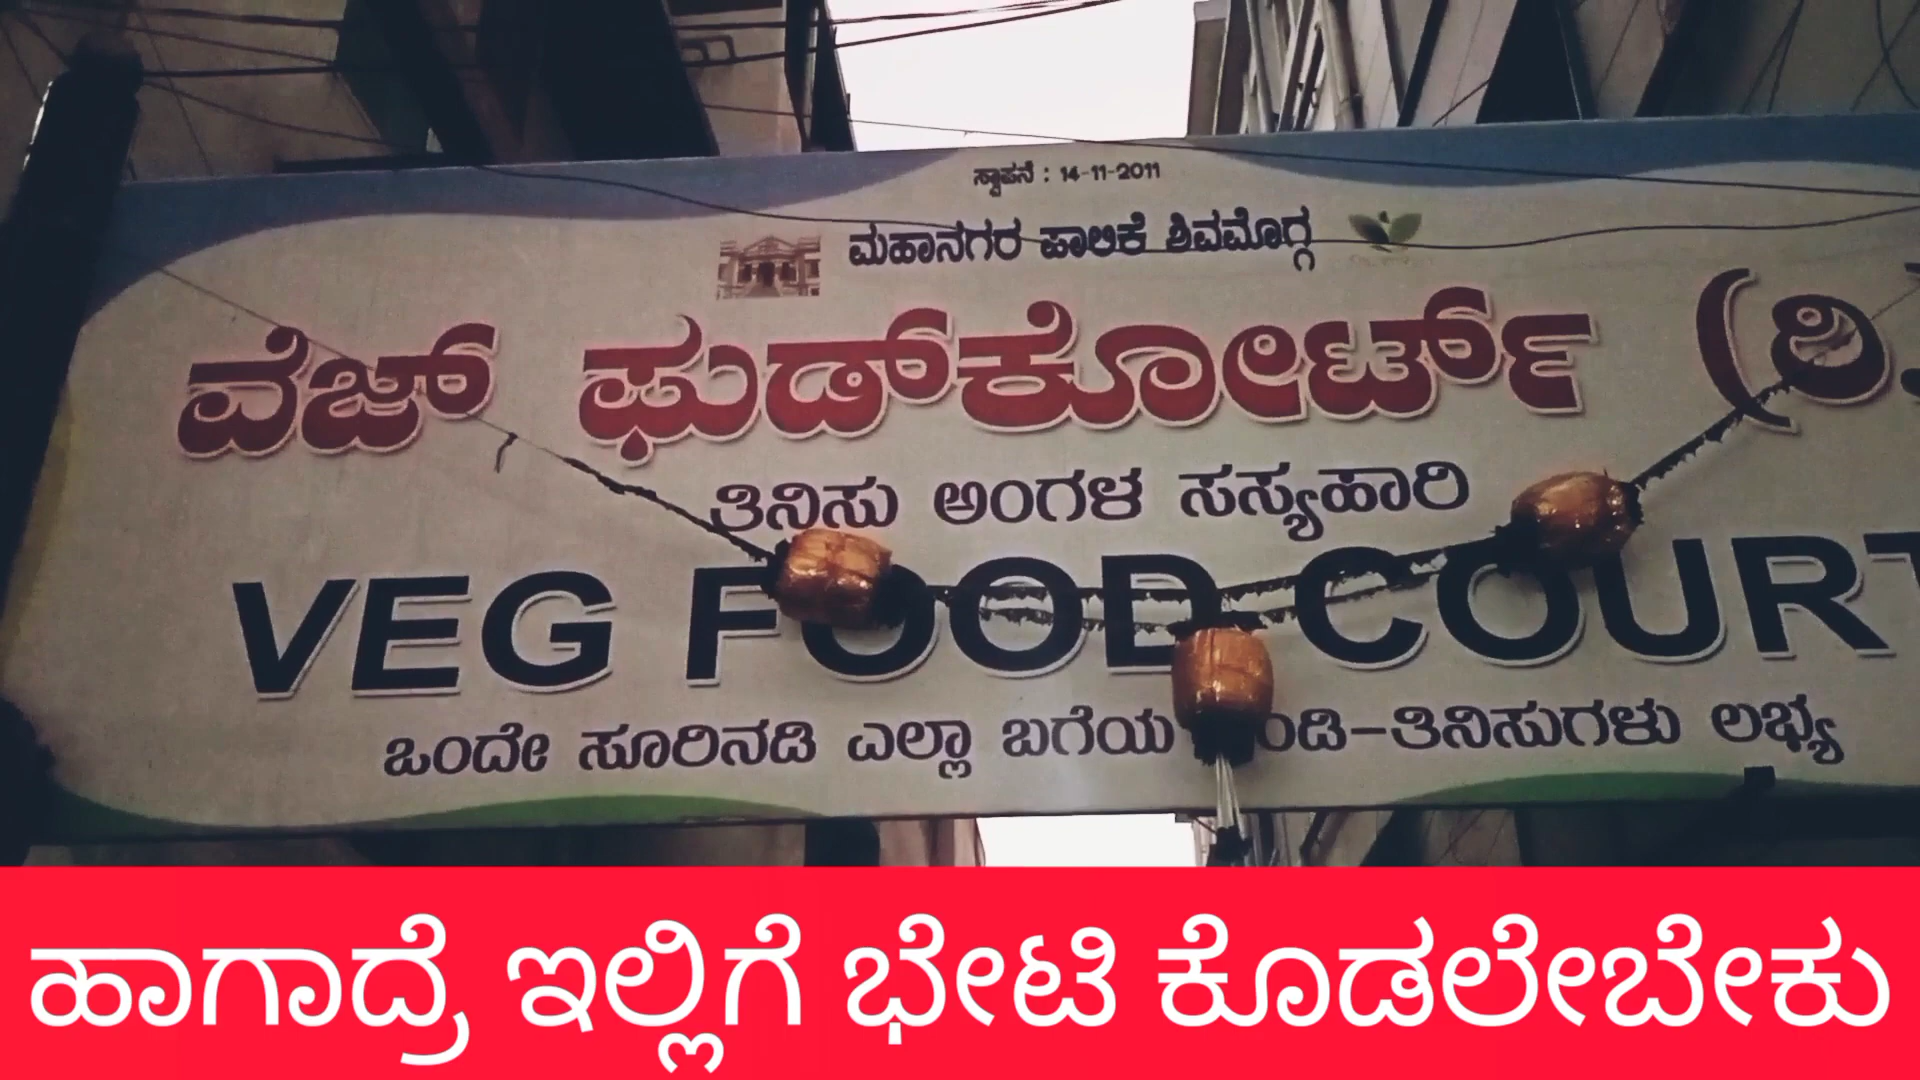 ಸ್ಥಾಪನೆ : 14-11-2011
ಮಹಾನಗರ ಪಾಲಿಕೆ ಶಿವಮೊಗ್ಗ
ವೆಜ್ ಫುಡ್‌ಕೋರ್ಟ್ (ರಿ.
ತಿನಿಸು ಅಂಗಳ ಸಸ್ಯಹಾರಿ
VEG FOOD COURT
ಒಂದೇ ಸೂರಿನಡಿ ಎಲ್ಲಾ ಬಗೆಯ ತಿನಿಸುಗಳು ಲಭ್ಯ
ಹಾಗಾದ್ರೆ ಇಲ್ಲಿಗೆ ಭೇಟಿ ಕೊಡಲೇಬೇಕು